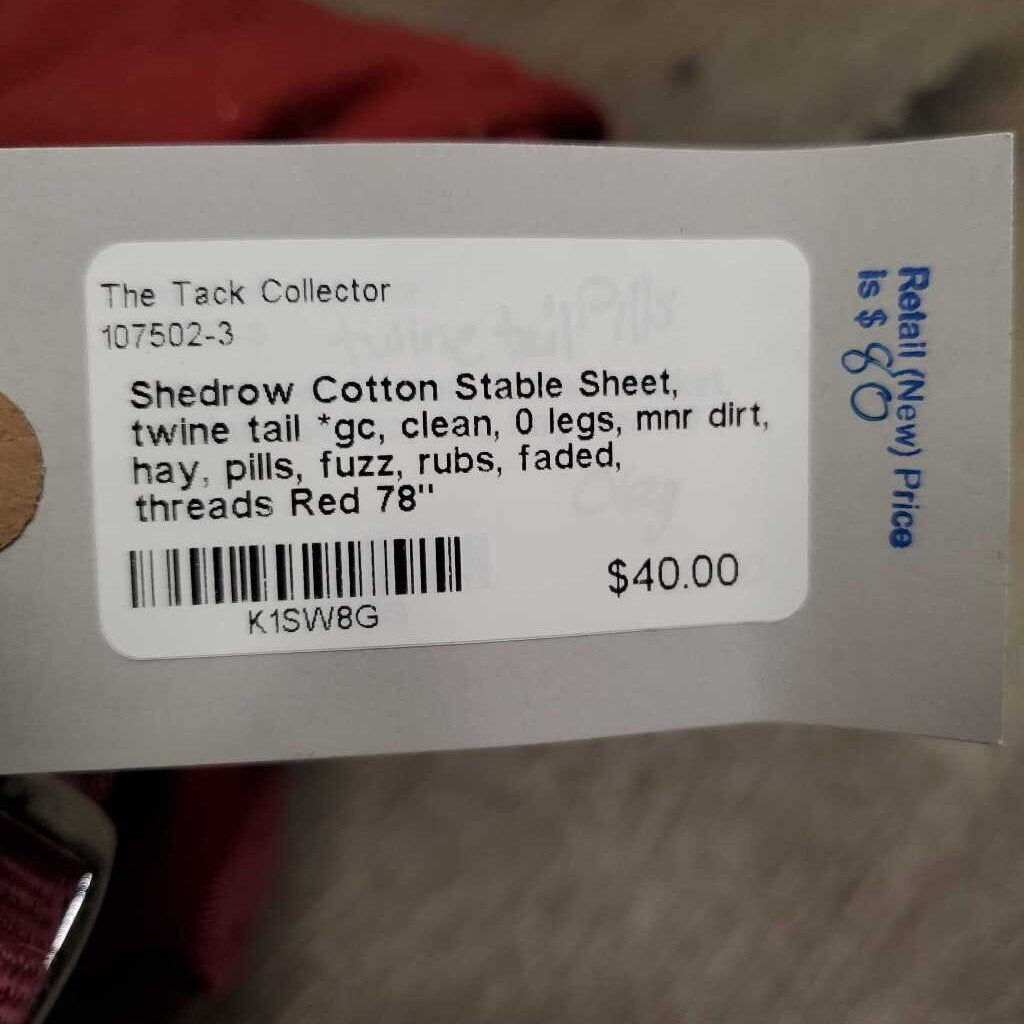 The Tack Collector
107502-3
Shedrow Cotton Stable Sheet,
twine tail *gc, clean, 0 legs, mnr dirt,
hay, pills, fuzz, rubs, faded,
threads Red 78"
K1SW8G
$40.00
Retail (New) Price
is $ 80